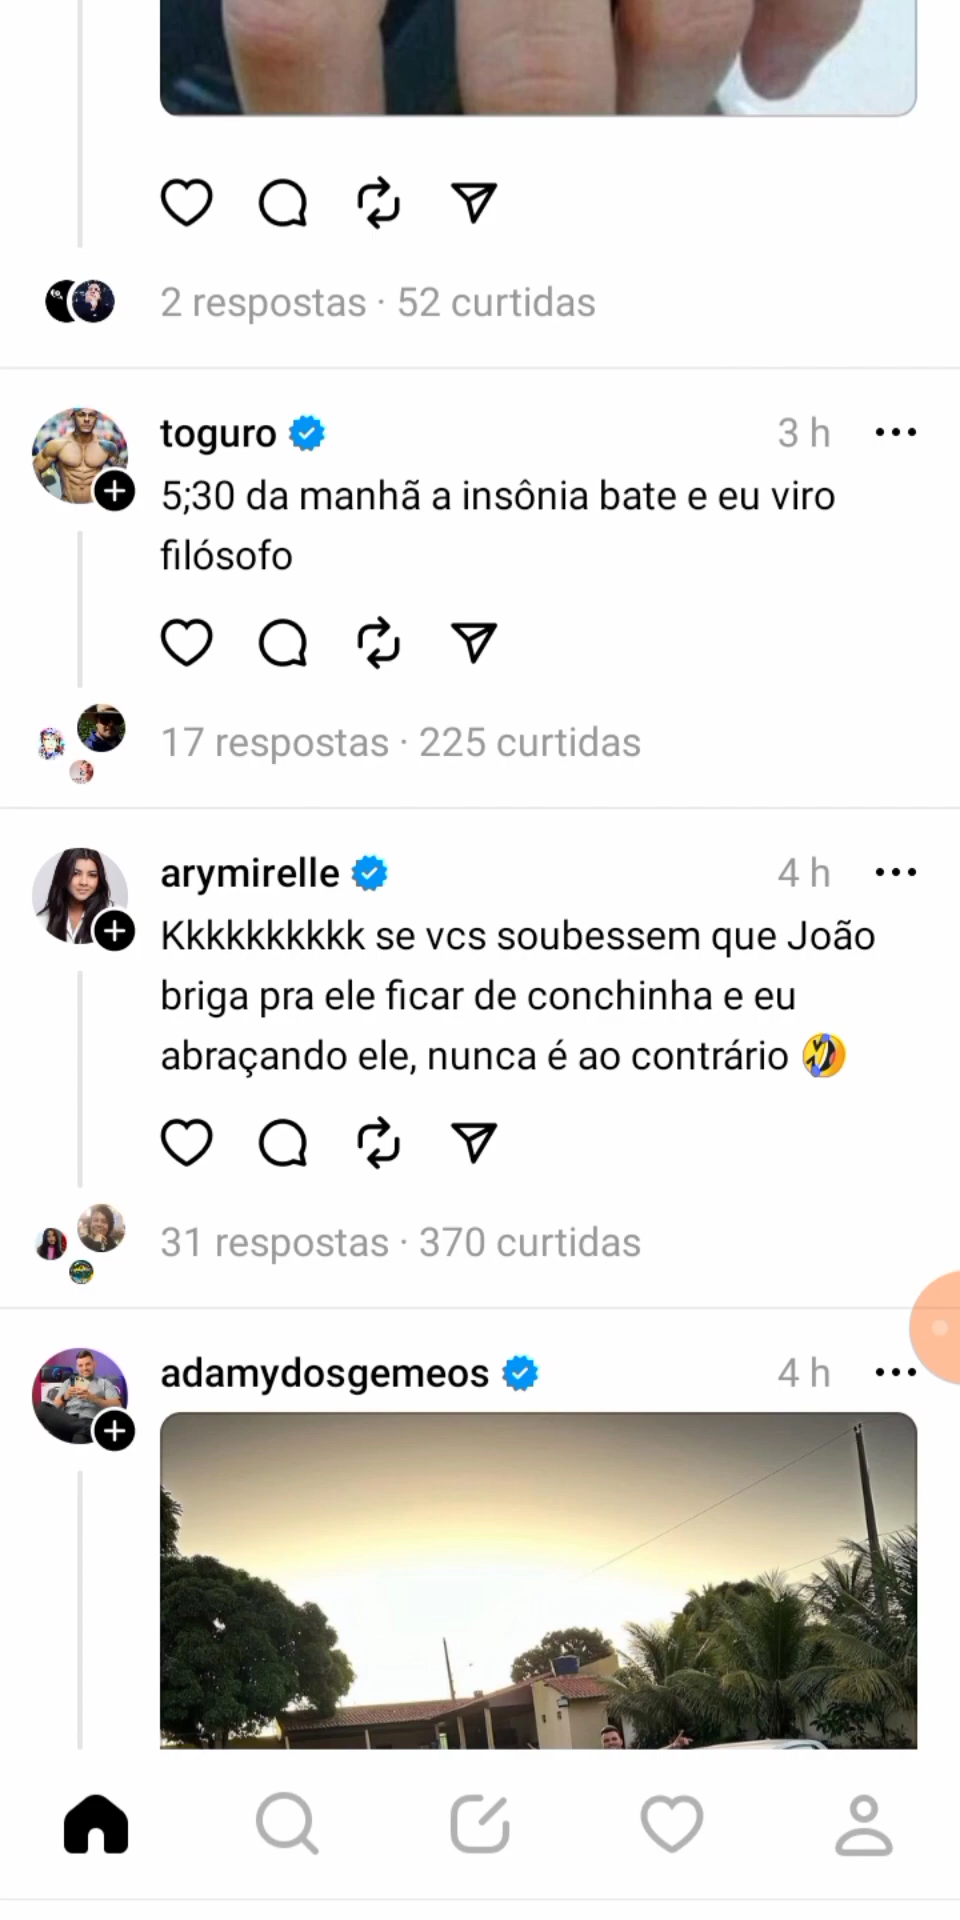 2 respostas · 52 curtidas
toguro
3 h
5;30 da manhã a insônia bate e eu viro
filósofo
17 respostas · 225 curtidas
arymirelle
4 h
Kkkkkkkkkk se vcs soubessem que João
briga pra ele ficar de conchinha e eu
abraçando ele, nunca é ao contrário 🤣
31 respostas · 370 curtidas
adamydosgemeos
4 h